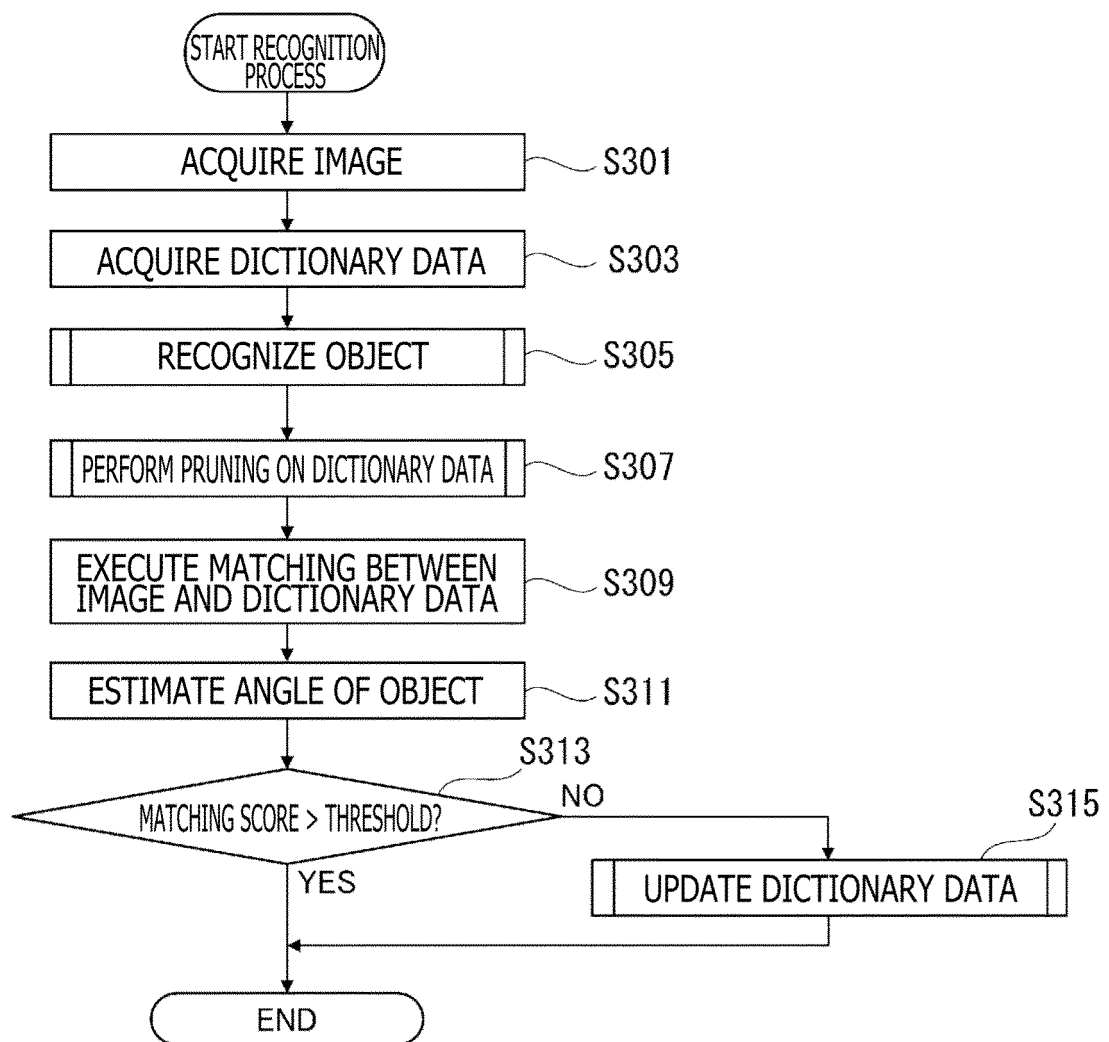 START RECOGNITION
PROCESS
ACQUIRE IMAGE
S301
ACQUIRE DICTIONARY DATA
S303
RECOGNIZE OBJECT
S305
PERFORM PRUNING ON DICTIONARY DATA
S307
EXECUTE MATCHING BETWEEN
IMAGE AND DICTIONARY DATA
S309
ESTIMATE ANGLE OF OBJECT
S311
S313
MATCHING SCORE > THRESHOLD?
NO
YES
S315
UPDATE DICTIONARY DATA
END